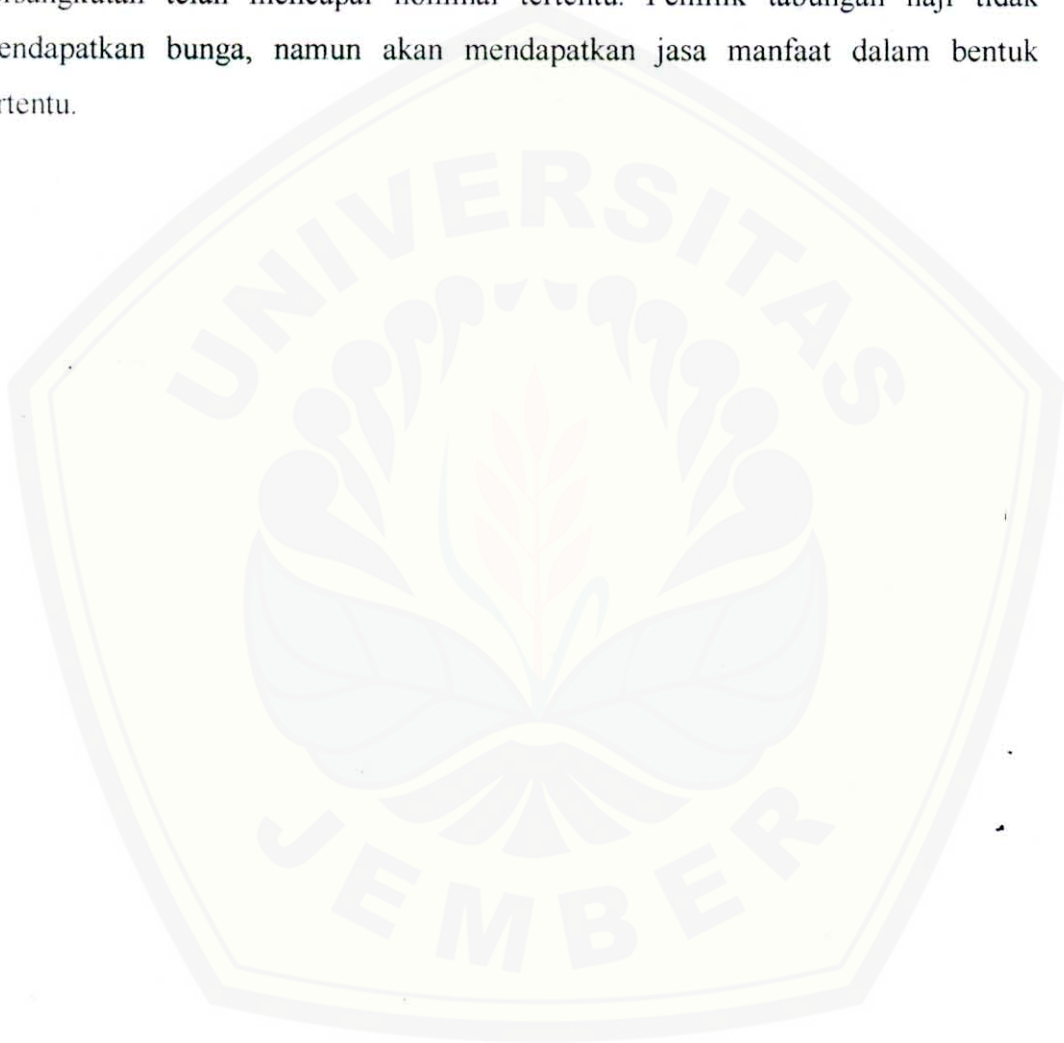 telah mencapai nominal tertentu. Pemilik tabungan haji tidak
endapatkan bunga, namun akan mendapatkan jasa manfaat dalam bentuk
rtentu.
UNIVERSITAS
JEMBER